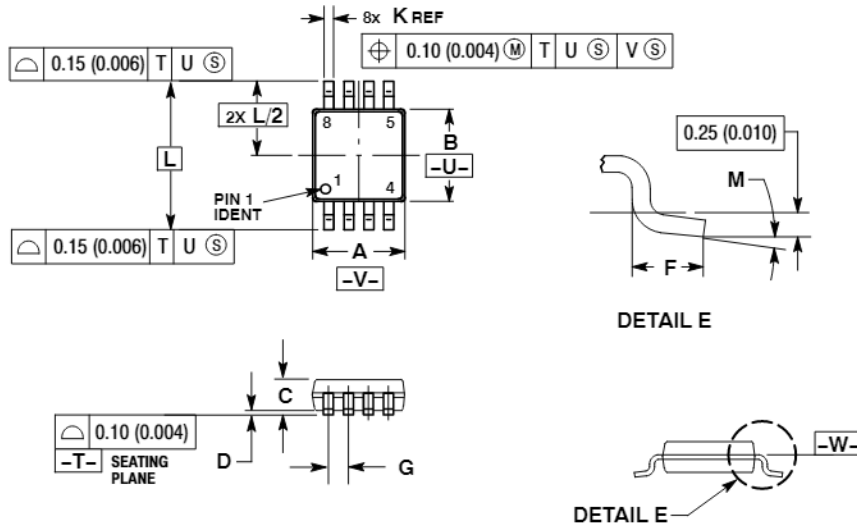 8x K REF
⌓ 0.15 (0.006) T U Ⓢ
⌖ 0.10 (0.004) Ⓜ T U Ⓢ V Ⓢ
2X L/2
8 5
B
–U–
L
PIN 1
IDENT
1 4
⌓ 0.15 (0.006) T U Ⓢ
A
–V–
0.25 (0.010)
M
F
DETAIL E
C
⌓ 0.10 (0.004)
–T– SEATING
PLANE
D
G
–W–
DETAIL E